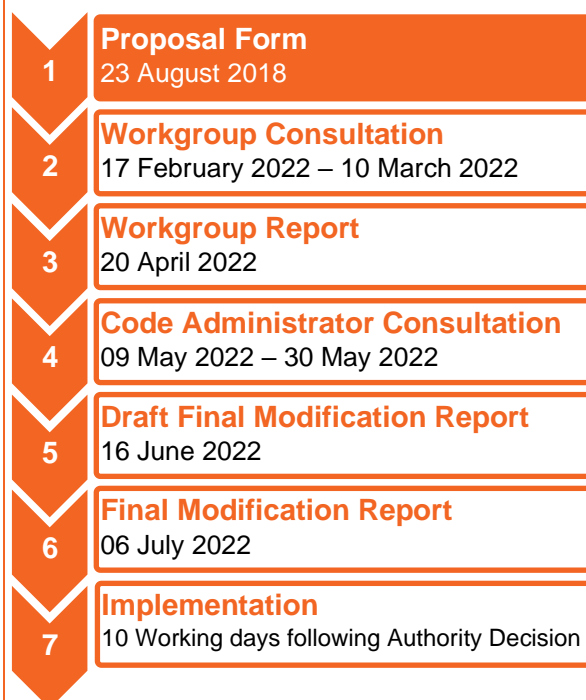 1
Proposal Form
23 August 2018
2
Workgroup Consultation
17 February 2022 – 10 March 2022
3
Workgroup Report
20 April 2022
4
Code Administrator Consultation
09 May 2022 – 30 May 2022
5
Draft Final Modification Report
16 June 2022
6
Final Modification Report
06 July 2022
7
Implementation
10 Working days following Authority Decision